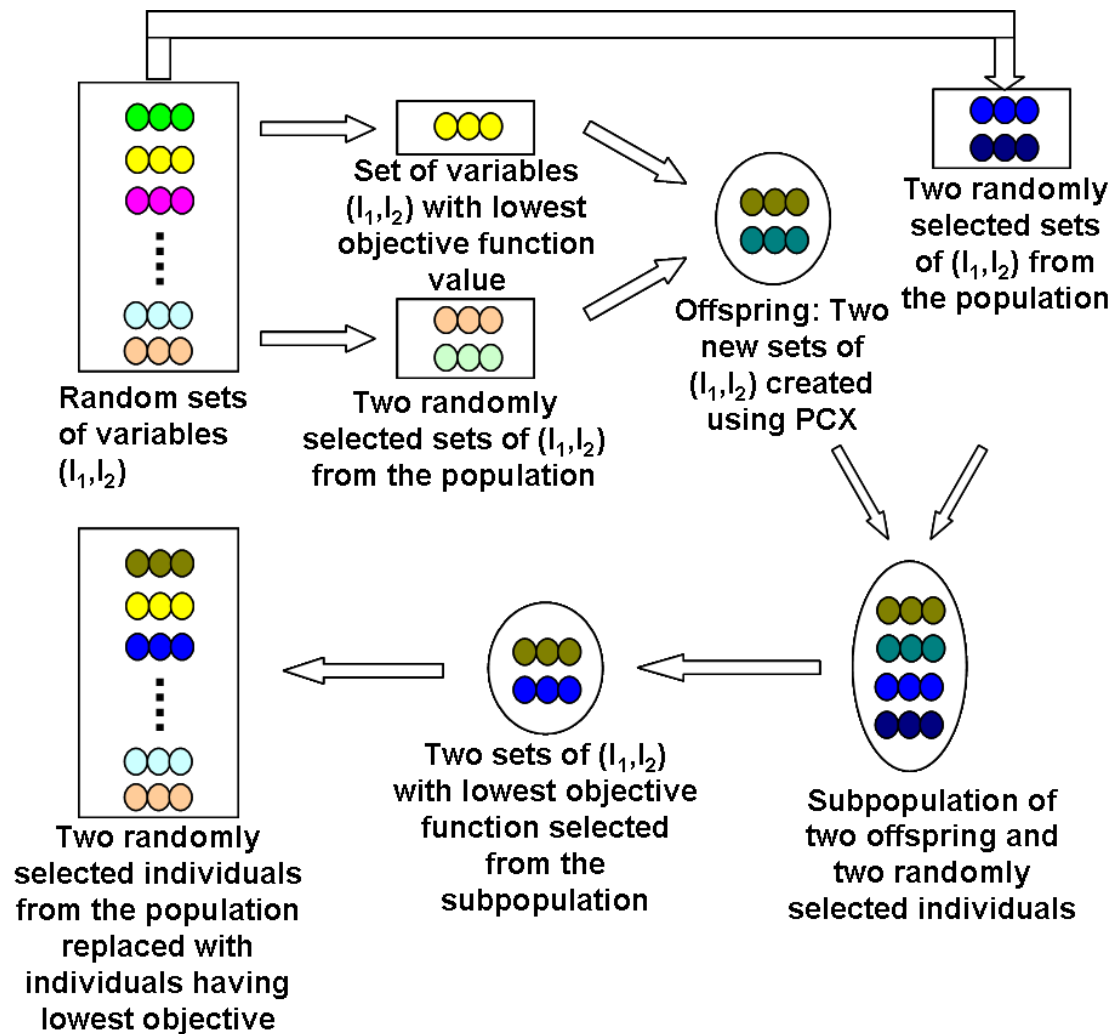 Random sets
of variables
(I₁,I₂)
Set of variables
(I₁,I₂) with lowest
objective function
value
Two randomly
selected sets of (I₁,I₂)
from the population
Offspring: Two
new sets of
(I₁,I₂) created
using PCX
Two randomly
selected sets
of (I₁,I₂) from
the population
Subpopulation of
two offspring and
two randomly
selected individuals
Two sets of (I₁,I₂)
with lowest objective
function selected
from the
subpopulation
Two randomly
selected individuals
from the population
replaced with
individuals having
lowest objective